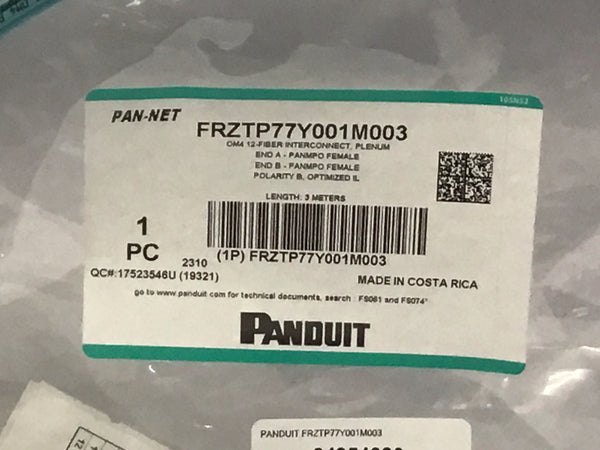 105N53
PAN-NET
FRZTP77Y001M003
OM4 12-FIBER INTERCONNECT, PLENUM
END A - PANMPO FEMALE
END B - PANMPO FEMALE
POLARITY B, OPTIMIZED IL
LENGTH: 3 METERS
1
PC
2310 (1P) FRZTP77Y001M003
QC#:17523546U (19321)
MADE IN COSTA RICA
go to www.panduit.com for technical documents, search : FS061 and FS074*
PANDUIT
PANDUIT FRZTP77Y001M003
12